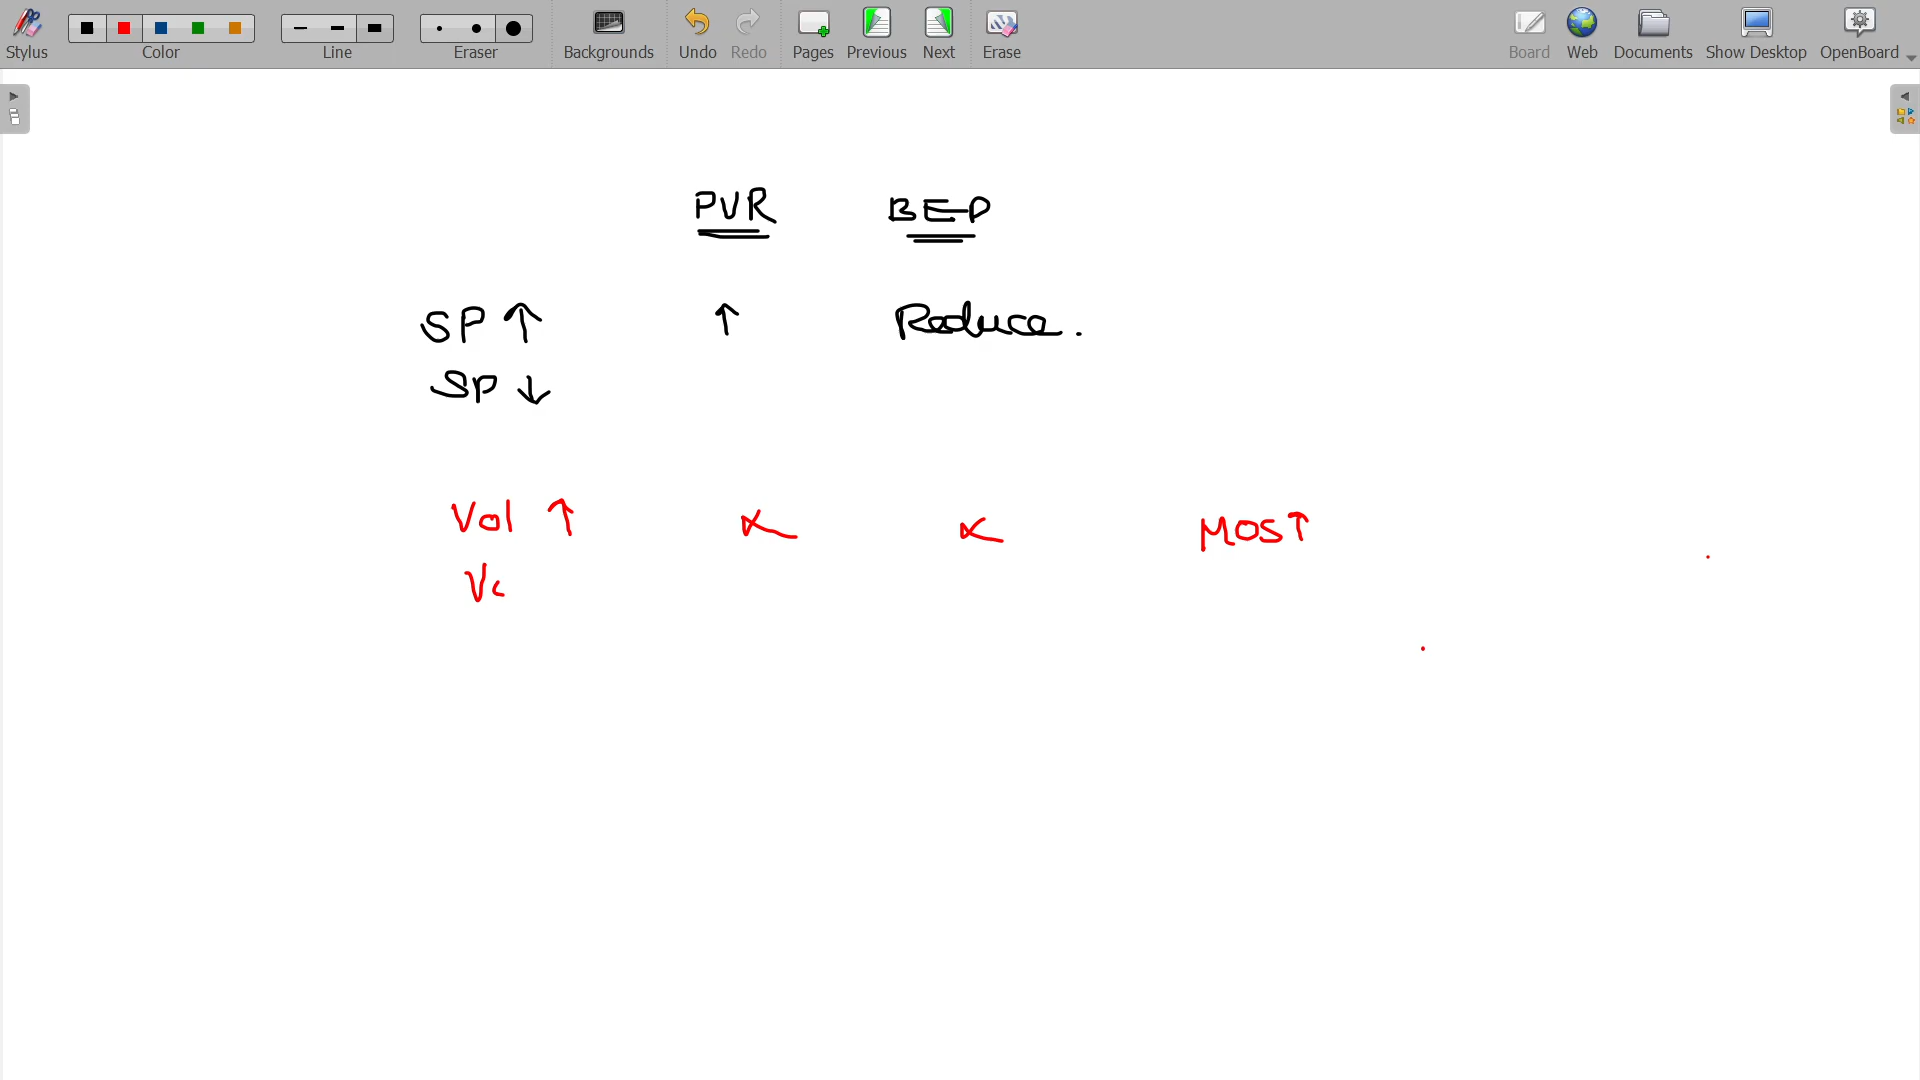 Stylus Color Line Eraser Backgrounds Undo Redo Pages Previous Next Erase Board Web Documents Show Desktop OpenBoard
PVR BEP
SP ↑ ↑ Reduce.
SP ↓
Vol ↑ MOS↑